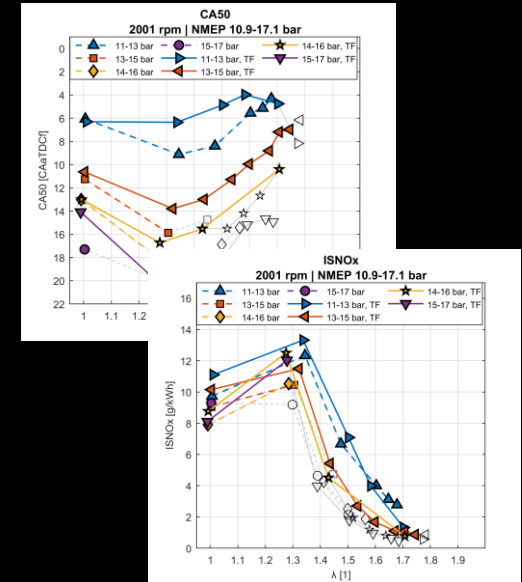 CA50
2001 rpm | NMEP 10.9-17.1 bar
11-13 bar
15-17 bar
14-16 bar, TF
13-15 bar
11-13 bar, TF
15-17 bar, TF
14-16 bar
13-15 bar, TF
0
2
4
6
8
10
12
14
16
18
20
22
CA50 [CAaTDCf]
1
1.1
1.2
ISNOx
2001 rpm | NMEP 10.9-17.1 bar
11-13 bar
15-17 bar
14-16 bar, TF
13-15 bar
11-13 bar, TF
15-17 bar, TF
14-16 bar
13-15 bar, TF
16
14
12
10
8
6
4
2
0
ISNOx [g/kWh]
1
1.1
1.2
1.3
1.4
1.5
1.6
1.7
1.8
1.9
λ [1]